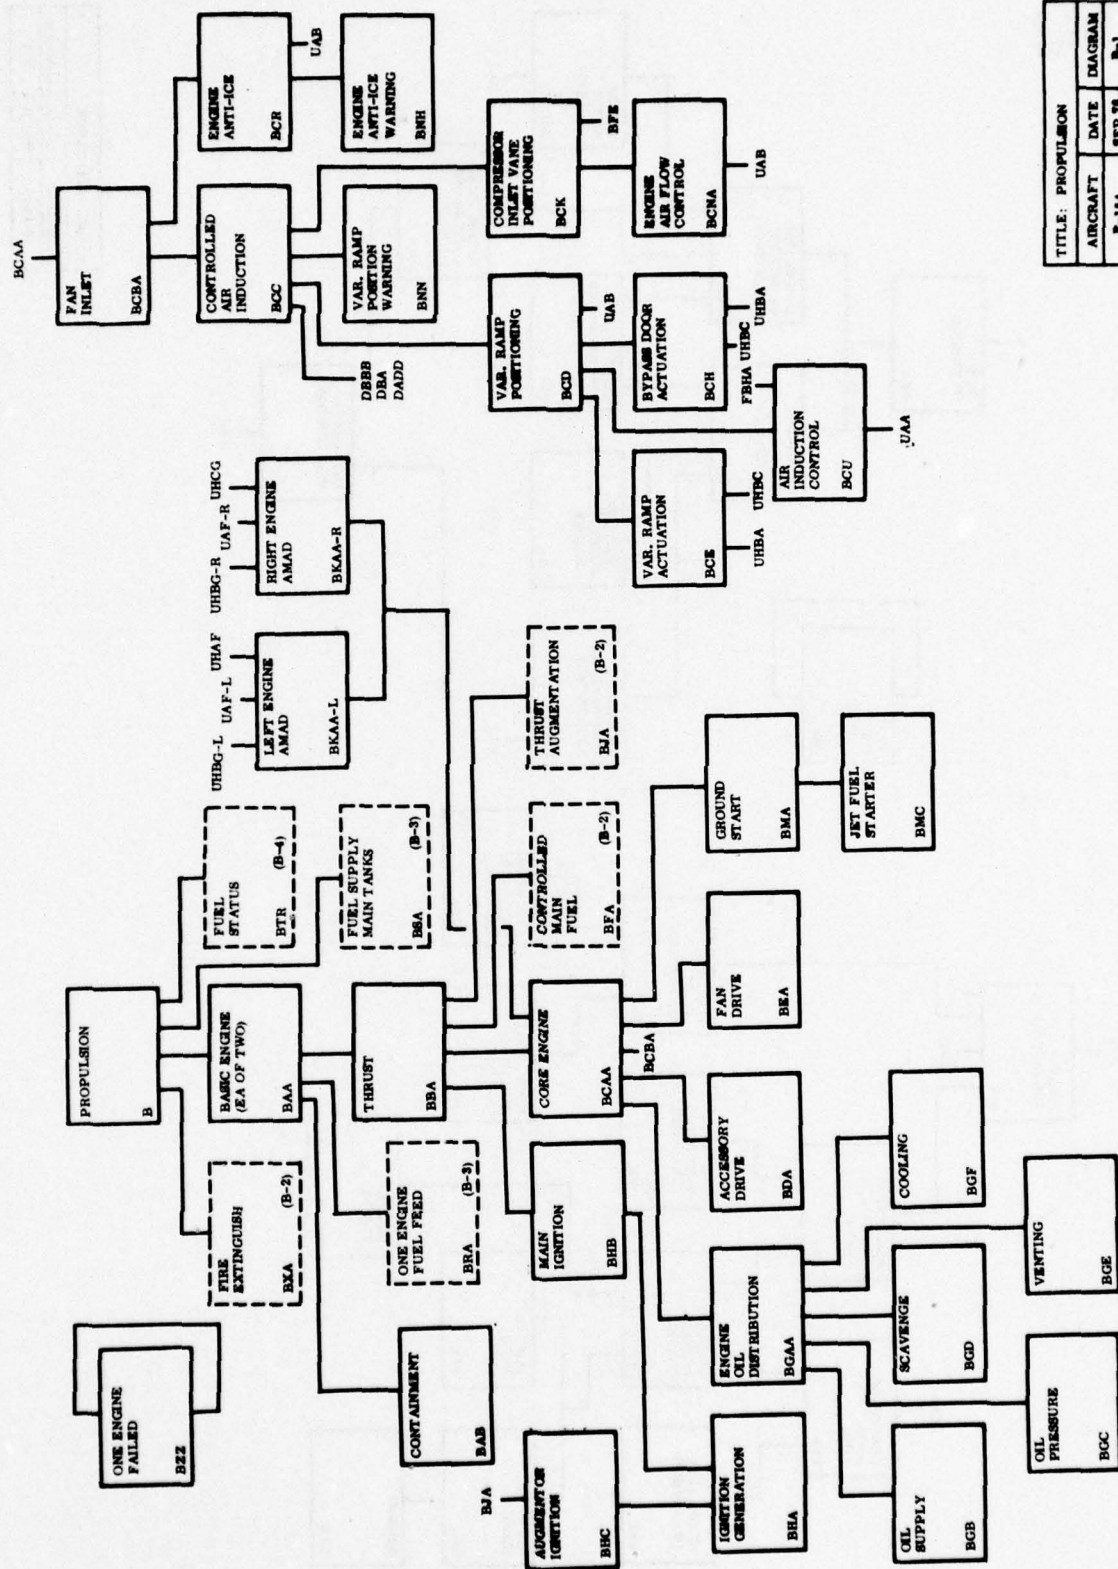 PROPULSION
B
ONE ENGINE
FAILED
BZZ
FIRE
EXTINGUISH
BXA (B-2)
BASIC ENGINE
(EA OF TWO)
BAA
FUEL
STATUS
BTR (B-4)
FUEL SUPPLY
MAIN TANKS
BSA (B-3)
CONTAINMENT
BAB
ONE ENGINE
FUEL FEED
BRA (B-3)
THRUST
BBA
UHBG-L UAF-L UHAF
LEFT ENGINE
AMAD
BKAA-L
UHBG-R UAF-R UHCG
RIGHT ENGINE
AMAD
BKAA-R
BJA
AUGMENTOR
IGNITION
BHC
MAIN
IGNITION
BHB
CORE ENGINE
BCAA
BCBA
CONTROLLED
MAIN
FUEL
BFA (B-2)
THRUST
AUGMENTATION
BJA (B-2)
IGNITION
GENERATION
BHA
ENGINE
OIL
DISTRIBUTION
BGAA
ACCESSORY
DRIVE
BDA
FAN
DRIVE
BEA
GROUND
START
BMA
JET FUEL
STARTER
BMC
OIL
SUPPLY
BGB
OIL
PRESSURE
BGC
SCAVENGE
BGD
VENTING
BGE
COOLING
BGF
BCAA
FAN
INLET
BCBA
CONTROLLED
AIR
INDUCTION
BCC
ENGINE
ANTI-ICE
BCR
UAB
DBBB
DBA
DADD
VAR. RAMP
POSITION
WARNING
BNN
ENGINE
ANTI-ICE
WARNING
BNH
VAR. RAMP
POSITIONING
BCD
UAB
COMPRESSOR
INLET VANE
POSITIONING
BCK
BFE
VAR. RAMP
ACTUATION
BCE
UHBA UHBC
BYPASS DOOR
ACTUATION
BCH
FBHA UHBC UHBA
ENGINE
AIR FLOW
CONTROL
BCNA
UAB
AIR
INDUCTION
CONTROL
BCU
UAA
TITLE: PROPULSION
AIRCRAFT DATE DIAGRAM